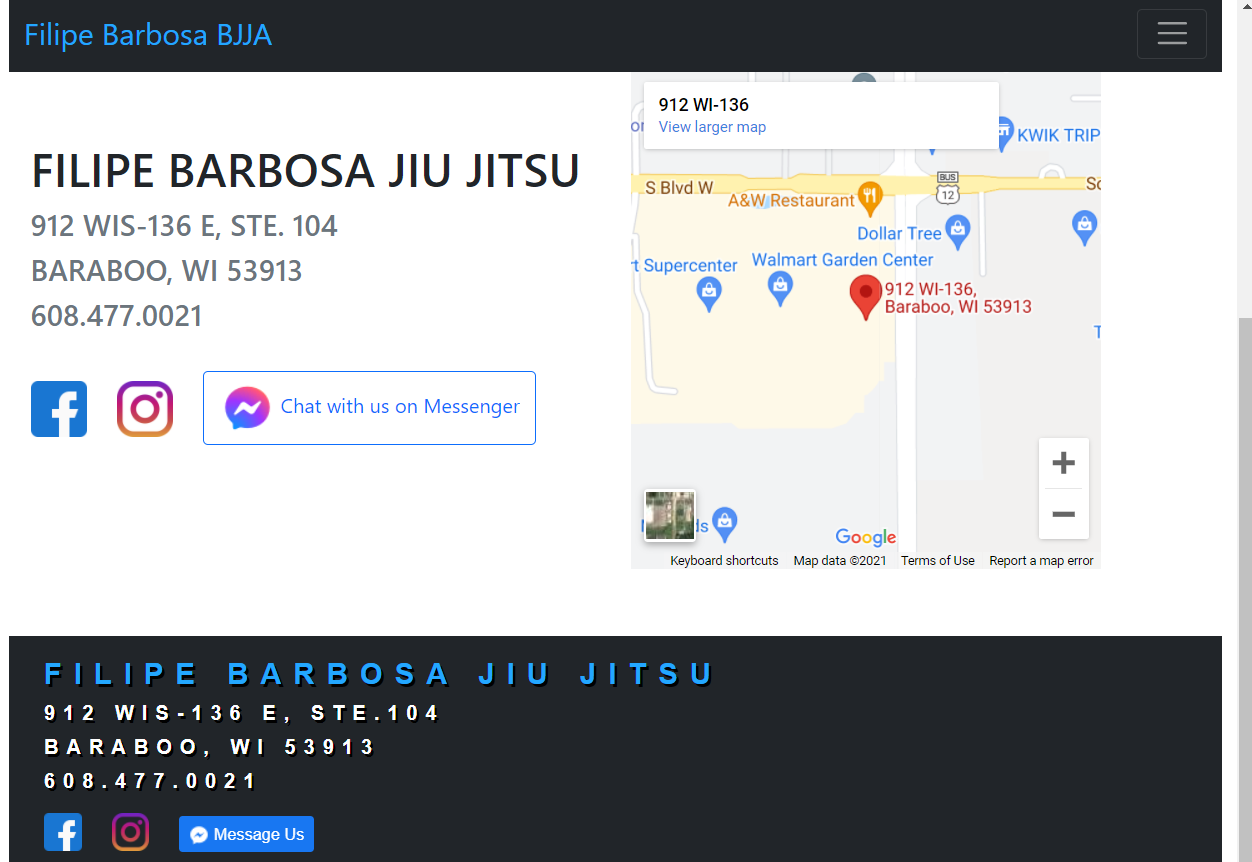 Filipe Barbosa BJJA
FILIPE BARBOSA JIU JITSU
912 WIS-136 E, STE. 104
BARABOO, WI 53913
608.477.0021
Chat with us on Messenger
912 WI-136
View larger map
KWIK TRIP
S Blvd W
BUS
12
A&W Restaurant
Dollar Tree
t Supercenter
Walmart Garden Center
912 WI-136,
Baraboo, WI 53913
Google
Keyboard shortcuts
Map data ©2021
Terms of Use
Report a map error
FILIPE BARBOSA JIU JITSU
912 WIS-136 E, STE.104
BARABOO, WI 53913
608.477.0021
Message Us